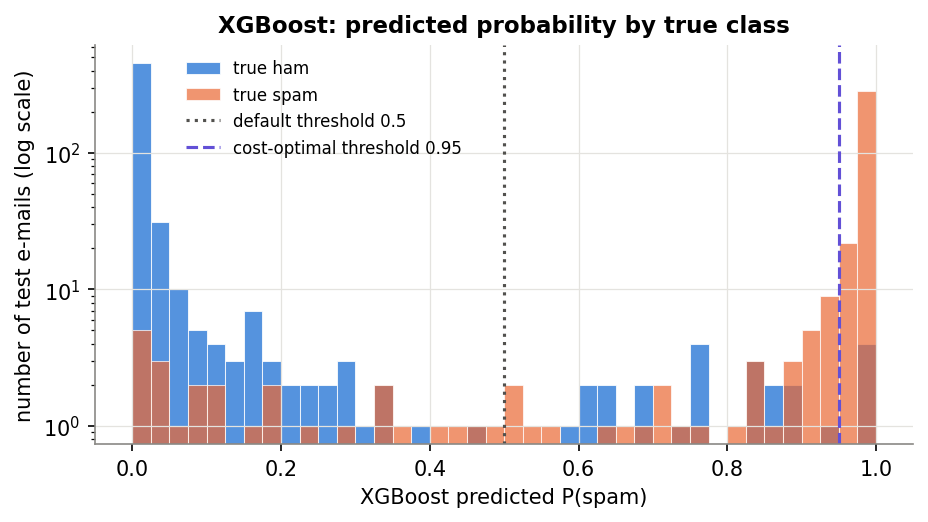 XGBoost: predicted probability by true class
true ham
true spam
default threshold 0.5
cost-optimal threshold 0.95
number of test e-mails (log scale)
10²
10¹
10⁰
0.0 0.2 0.4 0.6 0.8 1.0
XGBoost predicted P(spam)